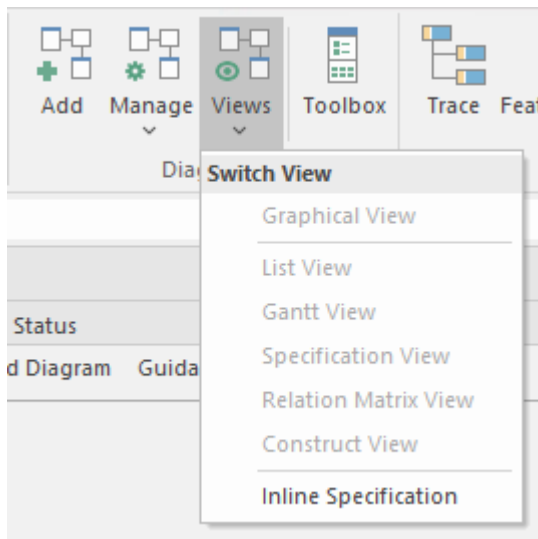 Add Manage Views Toolbox Trace Feat
Dia
Switch View
Graphical View
List View
Gantt View
Status
Specification View
d Diagram Guida
Relation Matrix View
Construct View
Inline Specification